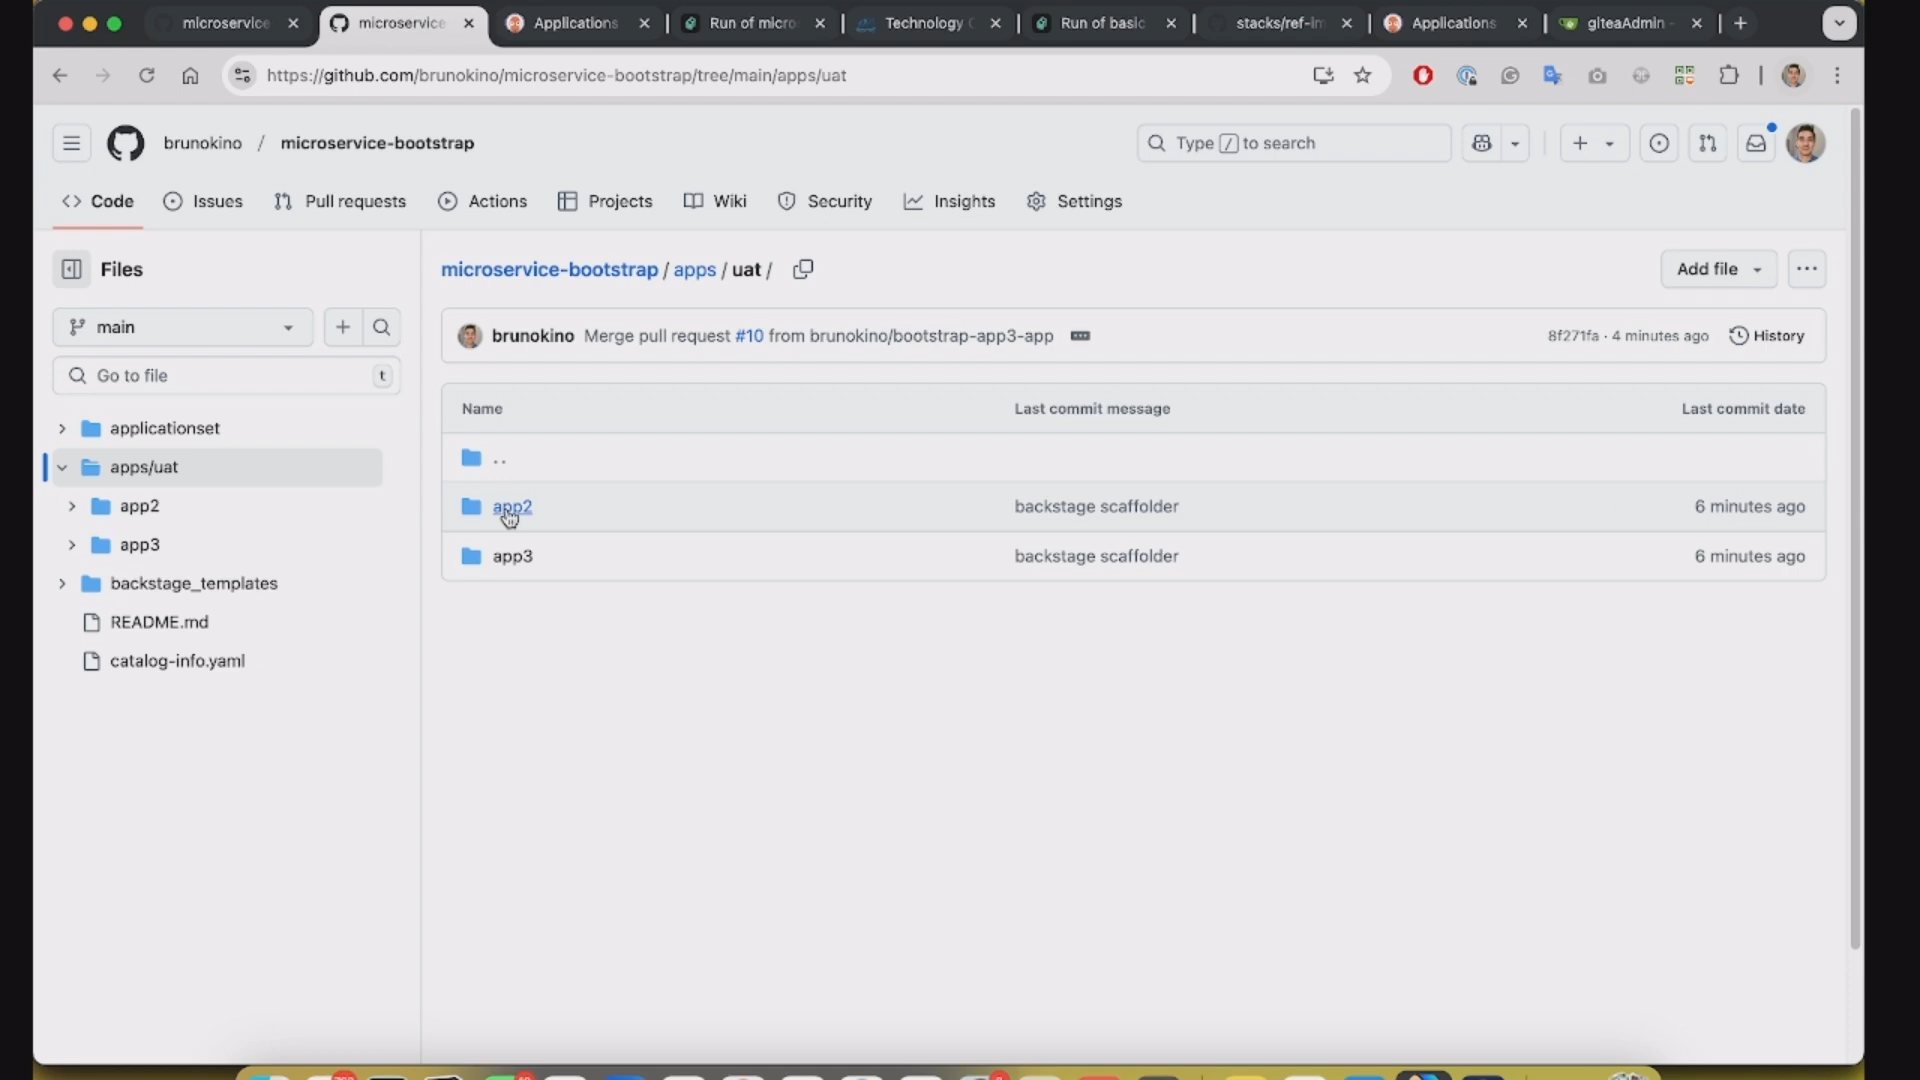 microservice
microservice
Applications
Run of micro
Technology
Run of basic
stacks/ref-im
Applications
giteaAdmin -
https://github.com/brunokino/microservice-bootstrap/tree/main/apps/uat
brunokino / microservice-bootstrap
Type / to search
Code
Issues
Pull requests
Actions
Projects
Wiki
Security
Insights
Settings
Files
microservice-bootstrap / apps / uat /
Add file
main
brunokino Merge pull request #10 from brunokino/bootstrap-app3-app
8f271fa · 4 minutes ago
History
Go to file
t
Name
Last commit message
Last commit date
applicationset
..
apps/uat
app2
app2
backstage scaffolder
6 minutes ago
app3
app3
backstage scaffolder
6 minutes ago
backstage_templates
README.md
catalog-info.yaml